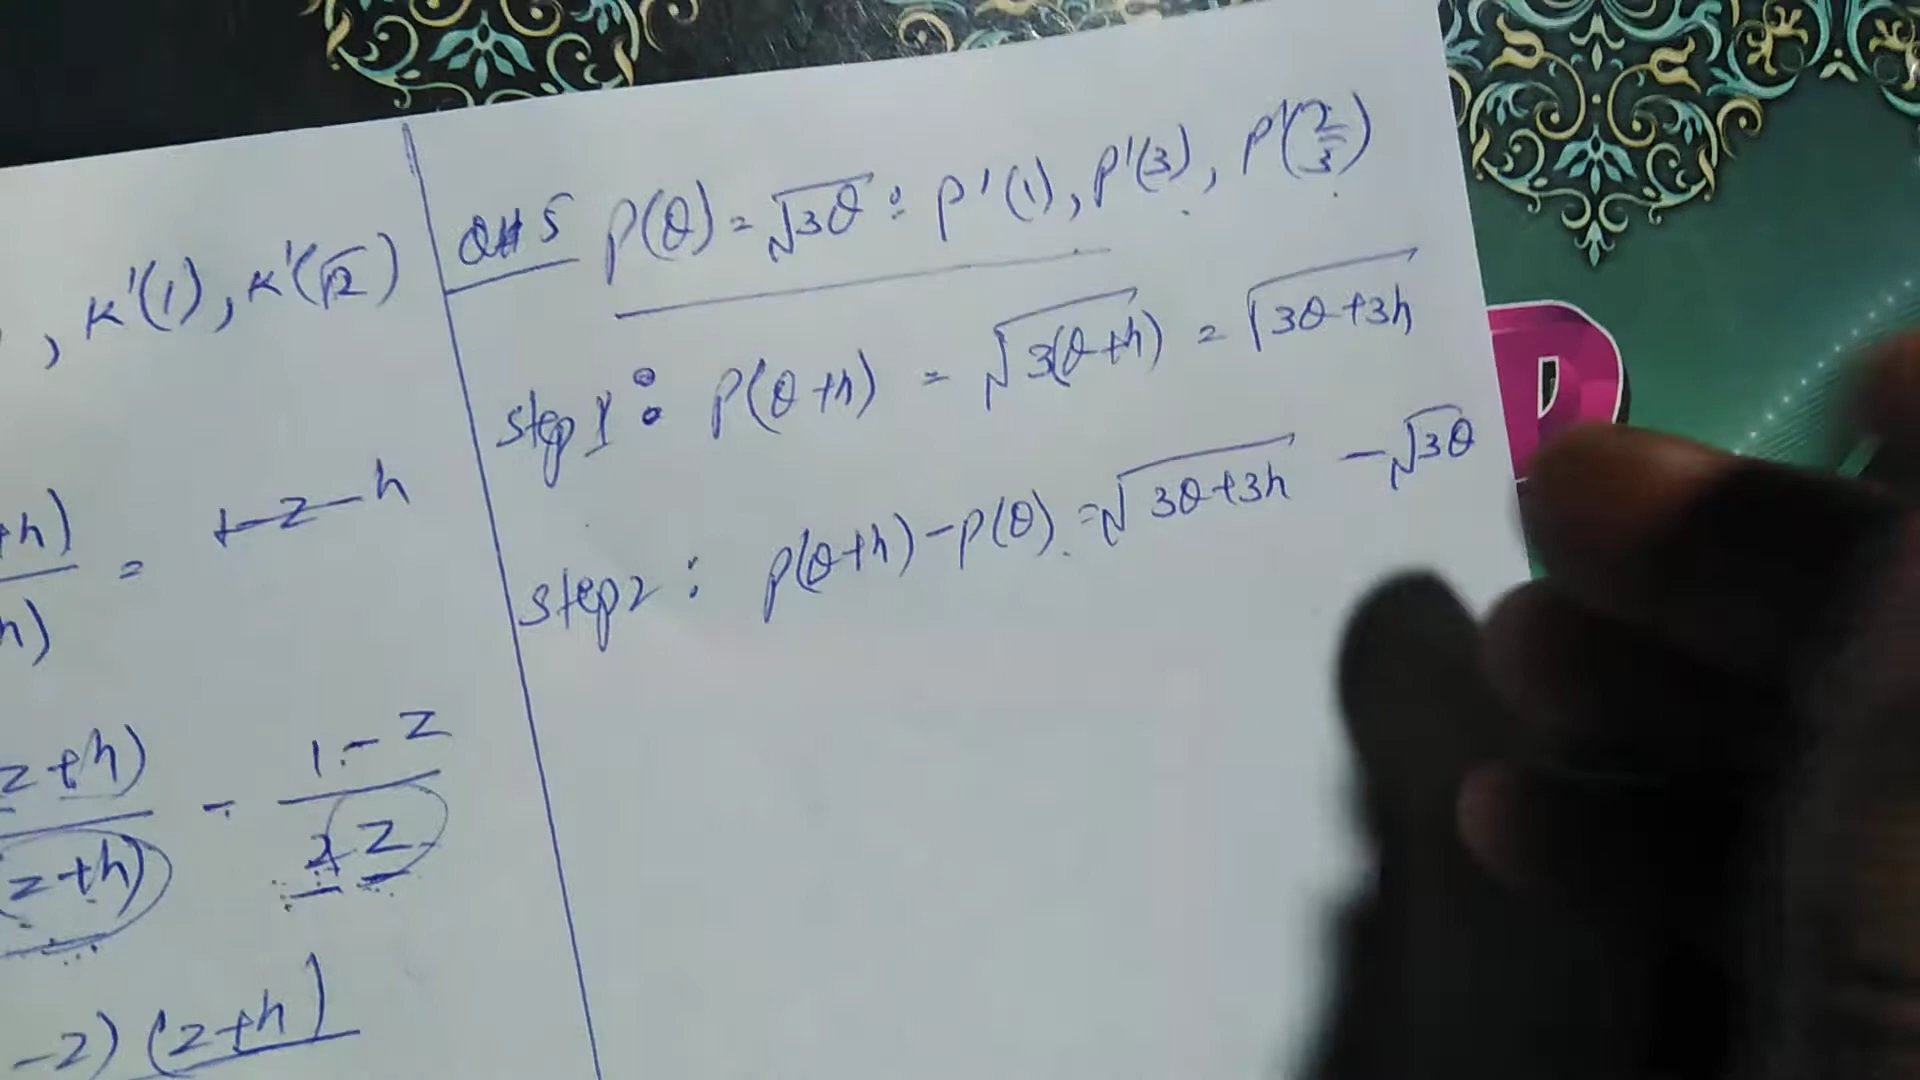 , K'(1), K'(√2)
+h)
h)
= 1-z-h
z+h)
(z+h)
- 1-z
2z
-z) (z+h)
Q#5 P(θ) = √3θ : P'(1), P'(3), P'(2/3)
Step 1 : P(θ+h) = √3(θ+h) = √3θ+3h
Step 2 : P(θ+h) - P(θ) = √3θ+3h - √3θ